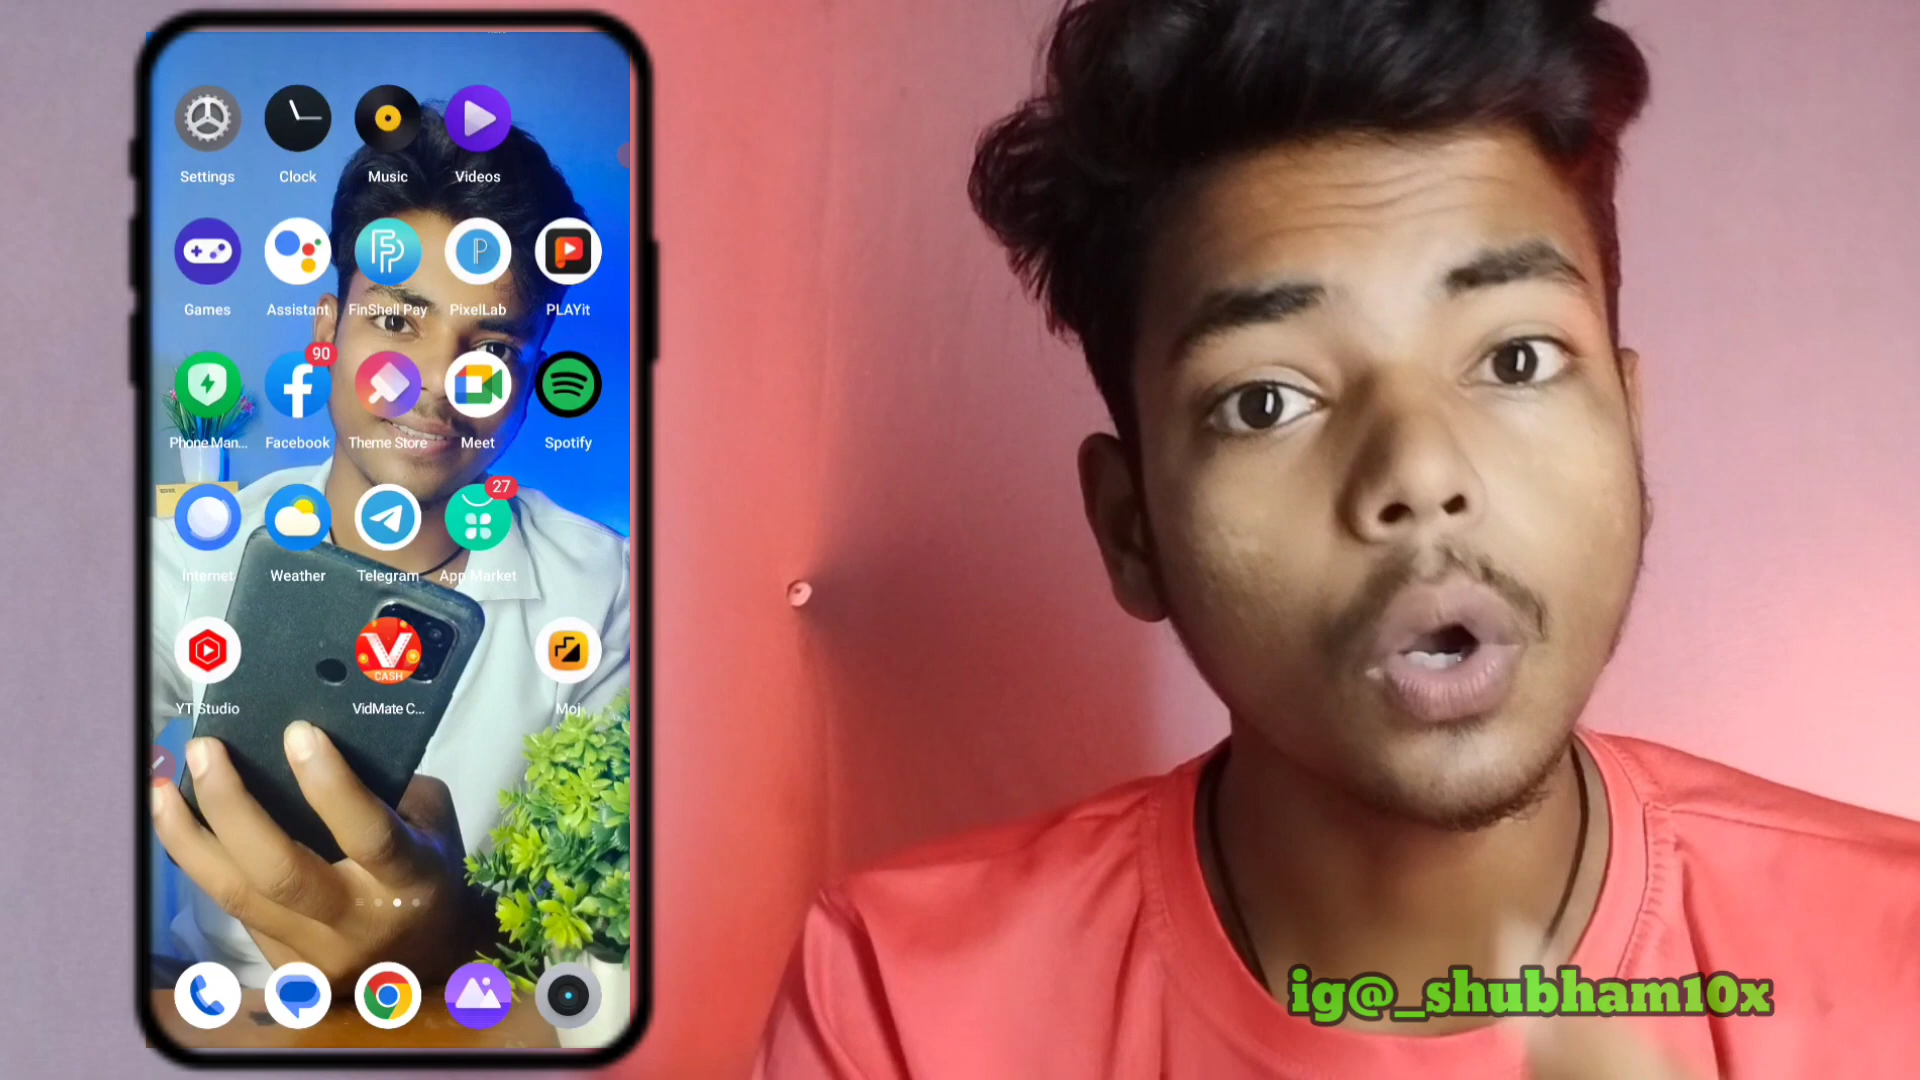 Settings Clock Music Videos
Games Assistant FinShell Pay PixelLab PLAYit
90
Phone Man... Facebook Theme Store Meet Spotify
27
Internet Weather Telegram App Market
CASH
YT Studio VidMate C... Moj
ig@_shubham10x